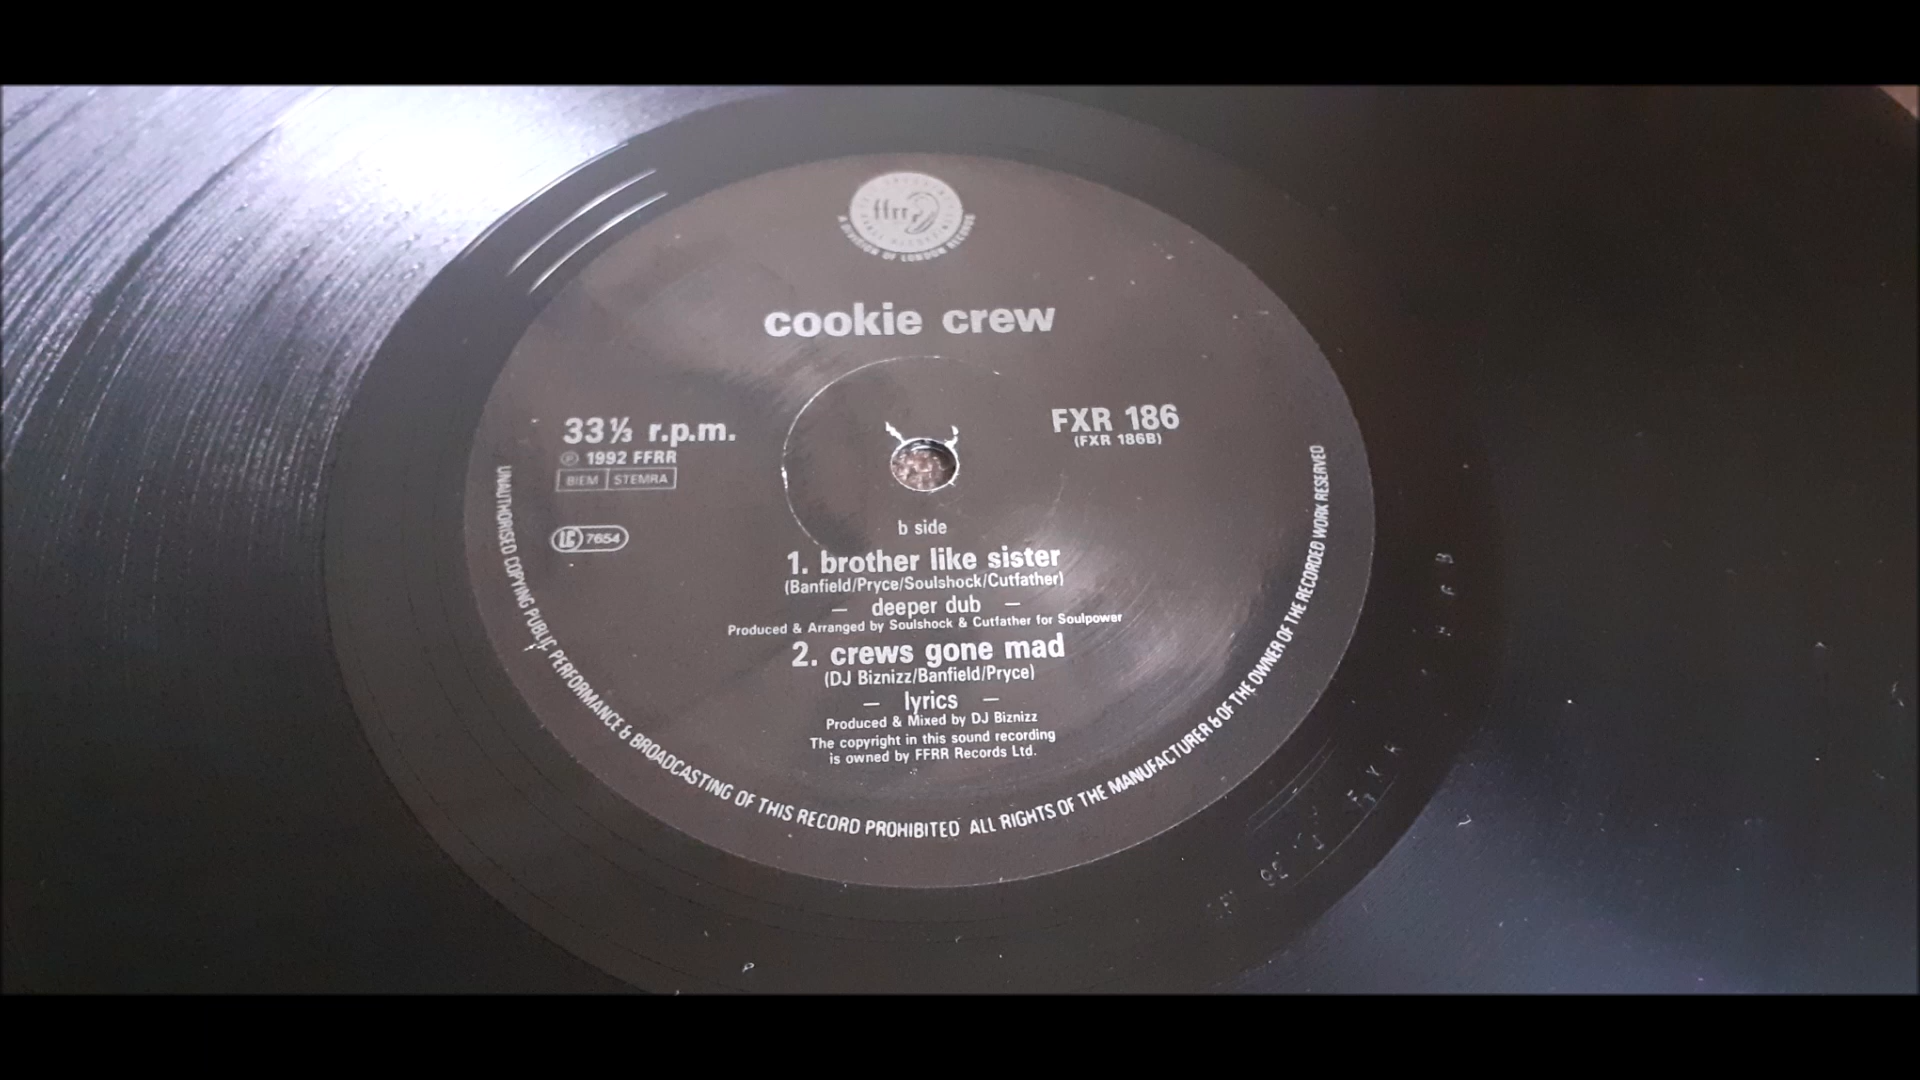 ffrr
A DIVISION OF LONDON RECORDS
cookie crew
33⅓ r.p.m.
℗ 1992 FFRR
BIEM STEMRA
LC 7654
FXR 186
(FXR 186B)
b side
1. brother like sister
(Banfield/Pryce/Soulshock/Cutfather)
— deeper dub —
Produced & Arranged by Soulshock & Cutfather for Soulpower
2. crews gone mad
(DJ Biznizz/Banfield/Pryce)
— lyrics —
Produced & Mixed by DJ Biznizz
The copyright in this sound recording
is owned by FFRR Records Ltd.
UNAUTHORISED COPYING PUBLIC PERFORMANCE & BROADCASTING OF THIS RECORD PROHIBITED ALL RIGHTS OF THE MANUFACTURER & OF THE OWNER OF THE RECORDED WORK RESERVED